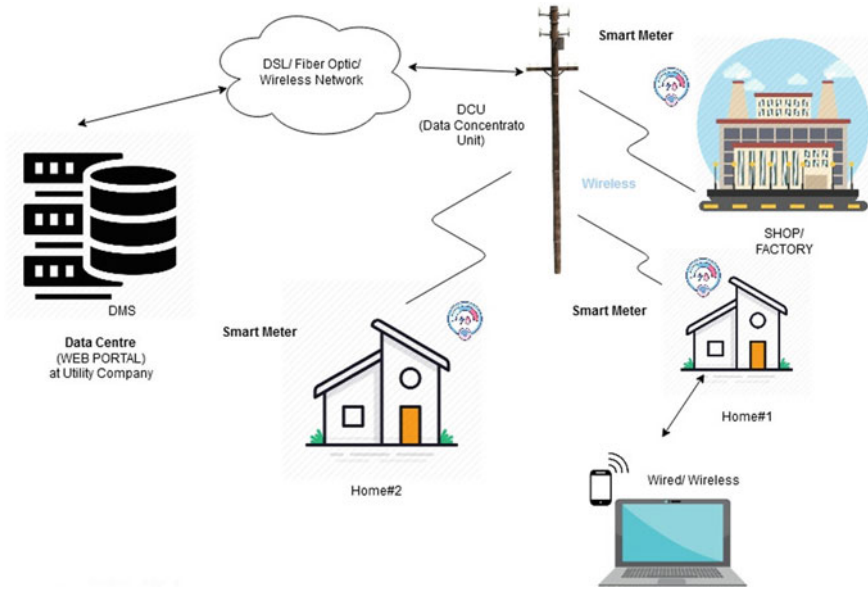 DSL/ Fiber Optic/
Wireless Network
Smart Meter
DCU
(Data Concentrato
Unit)
Wireless
SHOP/
FACTORY
DMS
Data Centre
(WEB PORTAL)
at Utility Company
Smart Meter
Smart Meter
Home#1
Home#2
Wired/ Wireless